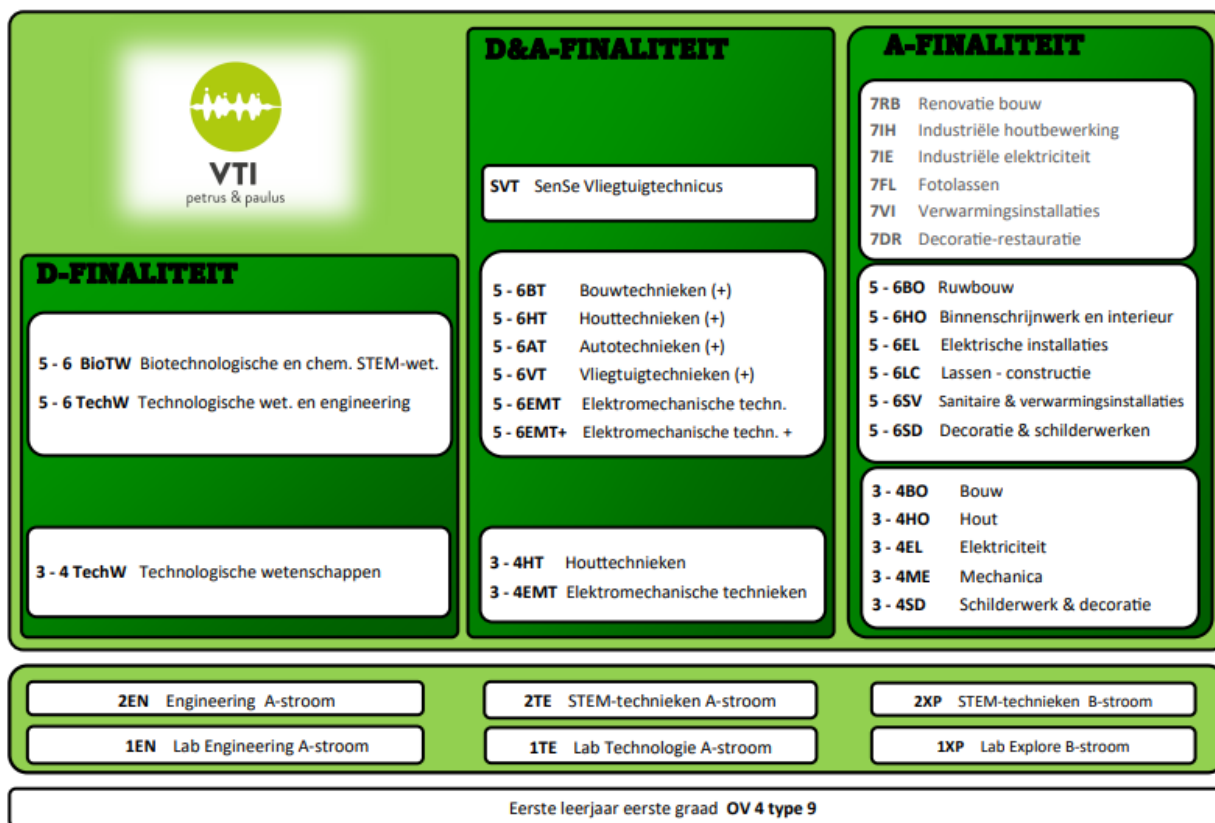 VTI
petrus & paulus
D-FINALITEIT
5 - 6 BioTW Biotechnologische en chem. STEM-wet.
5 - 6 TechW Technologische wet. en engineering
3 - 4 TechW Technologische wetenschappen
D&A-FINALITEIT
SVT SenSe Vliegtuigtechnicus
5 - 6BT Bouwtechnieken (+)
5 - 6HT Houttechnieken (+)
5 - 6AT Autotechnieken (+)
5 - 6VT Vliegtuigtechnieken (+)
5 - 6EMT Elektromechanische techn.
5 - 6EMT+ Elektromechanische techn. +
3 - 4HT Houttechnieken
3 - 4EMT Elektromechanische technieken
A-FINALITEIT
7RB Renovatie bouw
7IH Industriële houtbewerking
7IE Industriële elektriciteit
7FL Fotolassen
7VI Verwarmingsinstallaties
7DR Decoratie-restauratie
5 - 6BO Ruwbouw
5 - 6HO Binnenschrijnwerk en interieur
5 - 6EL Elektrische installaties
5 - 6LC Lassen - constructie
5 - 6SV Sanitaire & verwarmingsinstallaties
5 - 6SD Decoratie & schilderwerken
3 - 4BO Bouw
3 - 4HO Hout
3 - 4EL Elektriciteit
3 - 4ME Mechanica
3 - 4SD Schilderwerk & decoratie
2EN Engineering A-stroom
2TE STEM-technieken A-stroom
2XP STEM-technieken B-stroom
1EN Lab Engineering A-stroom
1TE Lab Technologie A-stroom
1XP Lab Explore B-stroom
Eerste leerjaar eerste graad OV 4 type 9